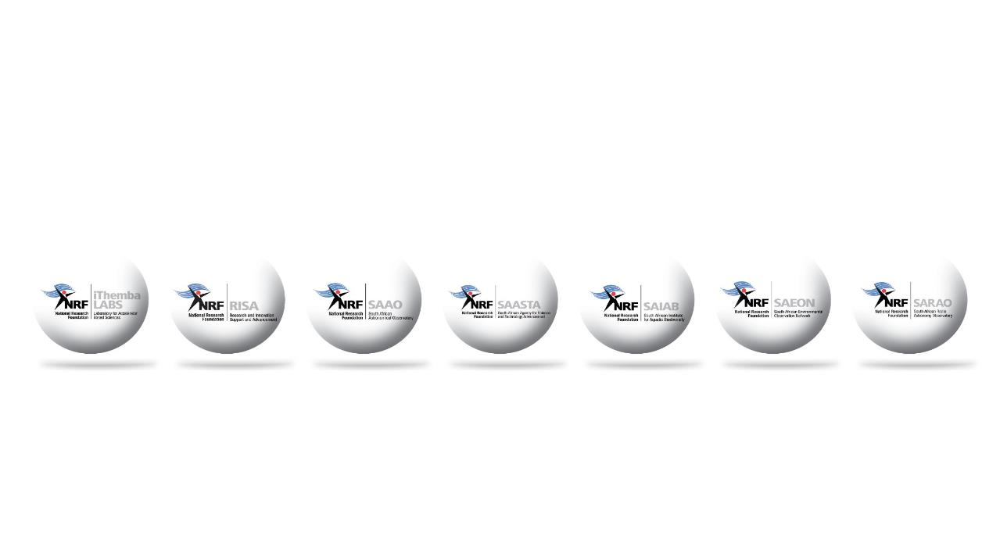 NRF
National Research
Foundation
iThemba
LABS
Laboratory for Accelerator
Based Sciences
NRF
National Research
Foundation
RISA
Research and Innovation
Support and Advancement
NRF
National Research
Foundation
SAAO
South African
Astronomical Observatory
NRF
National Research
Foundation
SAASTA
South African Agency for Science
and Technology Advancement
NRF
National Research
Foundation
SAIAB
South African Institute
for Aquatic Biodiversity
NRF
National Research
Foundation
SAEON
South African Environmental
Observation Network
NRF
National Research
Foundation
SARAO
South African Radio
Astronomy Observatory